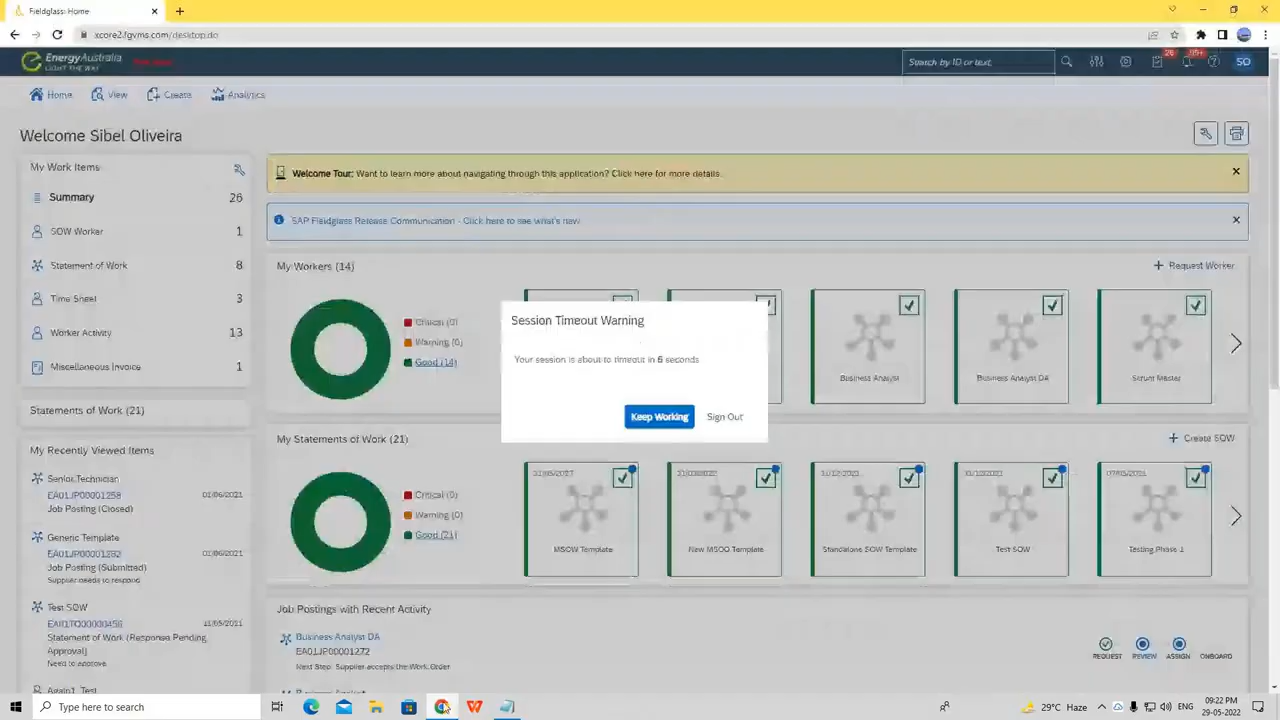 Fieldglass: Home
xcore2.fgvms.com/desktop.do
EnergyAustralia
LIGHT THE WAY
Search by ID or text
26
99+
SO
Home
View
Create
Analytics
Welcome Sibel Oliveira
My Work Items
Summary 26
SOW Worker 1
Statement of Work 8
Time Sheet 3
Worker Activity 13
Miscellaneous Invoice 1
Statements of Work (21)
My Recently Viewed Items
Senior Technician
EA01JP00001258 01/06/2021
Job Posting (Closed)
Generic Template
01/06/2021
Job Posting (Submitted)
Supplier needs to respond
Test SOW
EA01TQ00000458
Statement of Work (Response Pending
Approval)
Need to approve
Again1 Test
Welcome Tour: Want to learn more about navigating through this application? Click here for more details.
SAP Fieldglass Release Communication - Click here to see what's new
My Workers (14)
Request Worker
Critical (0)
Warning (0)
Good (14)
Business Analyst
Business Analyst DA
Scrum Master
Session Timeout Warning
Your session is about to timeout in 6 seconds
Keep Working
Sign Out
My Statements of Work (21)
Create SOW
Critical (0)
Warning (0)
Good (21)
MSOW Template
New MSOW Template
Standalone SOW Template
Test SOW
Testing Phase 1
Job Postings with Recent Activity
Business Analyst DA
EA01JP00001272
Next Step: Supplier accepts the Work Order
REQUEST
REVIEW
ASSIGN
ONBOARD
Type here to search
29°C Haze
ENG
09:22 PM
29-05-2022